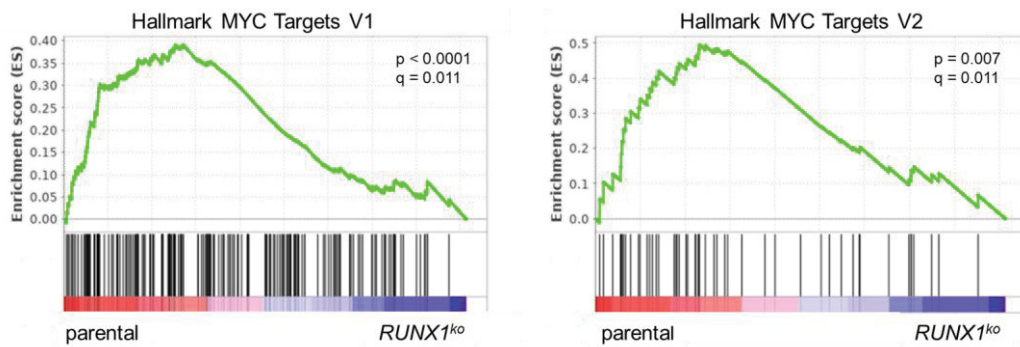 Hallmark MYC Targets V1
Enrichment score (ES)
0.40
0.35
0.30
0.25
0.20
0.15
0.10
0.05
0.00
p < 0.0001
q = 0.011
parental
RUNX1ko
Hallmark MYC Targets V2
Enrichment score (ES)
0.5
0.4
0.3
0.2
0.1
0.0
p = 0.007
q = 0.011
parental
RUNX1ko